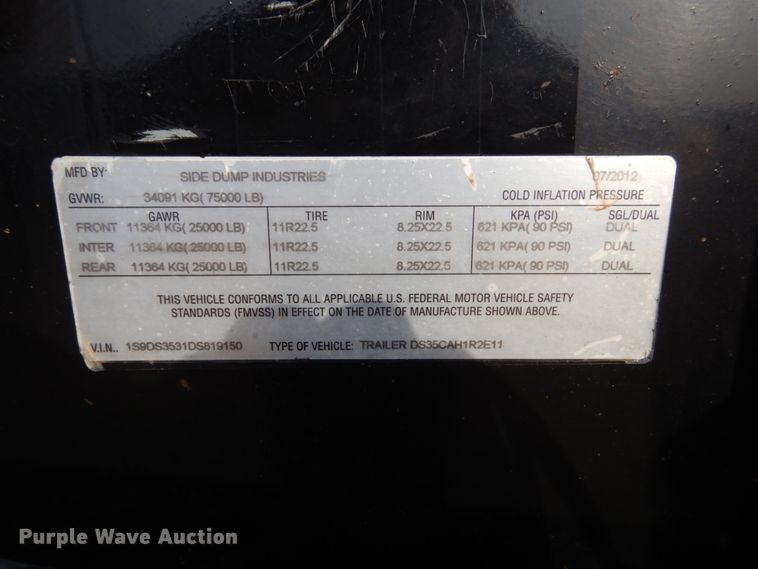 MFD BY: SIDE DUMP INDUSTRIES 07/2012
GVWR: 34091 KG( 75000 LB) COLD INFLATION PRESSURE
GAWR TIRE RIM KPA (PSI) SGL/DUAL
FRONT 11364 KG( 25000 LB) 11R22.5 8.25X22.5 621 KPA( 90 PSI) DUAL
INTER 11364 KG( 25000 LB) 11R22.5 8.25X22.5 621 KPA( 90 PSI) DUAL
REAR 11364 KG( 25000 LB) 11R22.5 8.25X22.5 621 KPA( 90 PSI) DUAL
THIS VEHICLE CONFORMS TO ALL APPLICABLE U.S. FEDERAL MOTOR VEHICLE SAFETY
STANDARDS (FMVSS) IN EFFECT ON THE DATE OF MANUFACTURE SHOWN ABOVE.
V.I.N.. 1S9DS3531DS819150 TYPE OF VEHICLE: TRAILER DS35CAH1R2E11
Purple Wave Auction